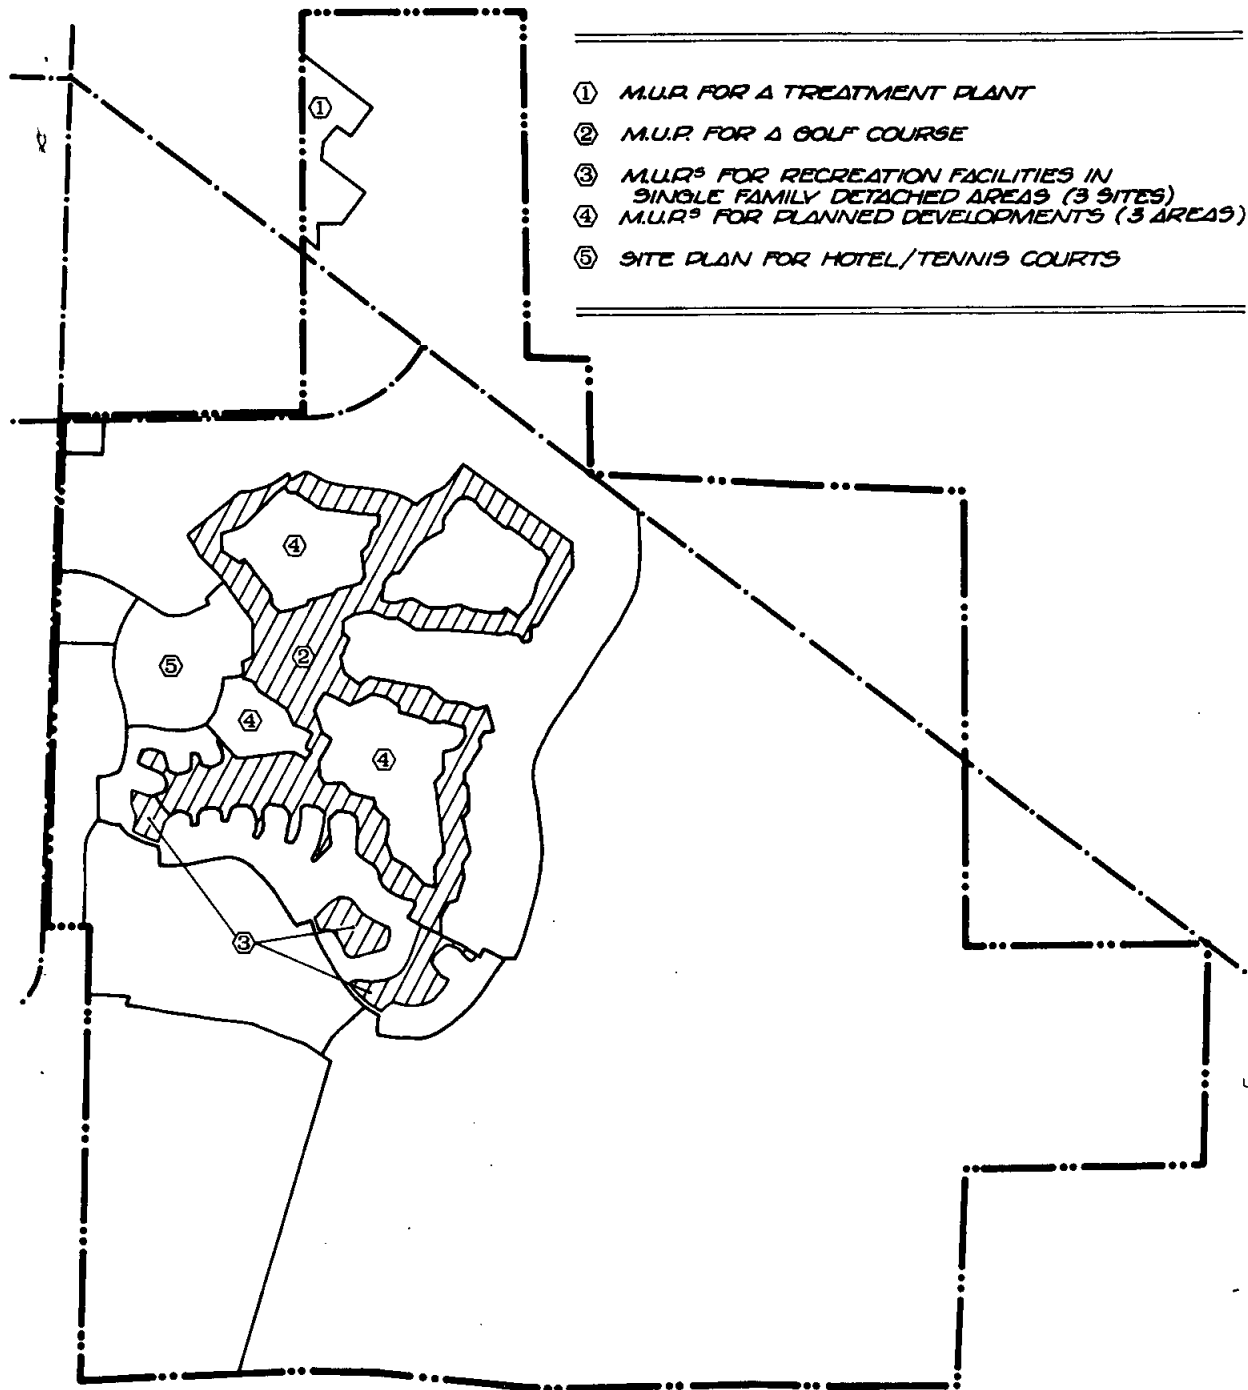 ① M.U.P. FOR A TREATMENT PLANT
② M.U.P. FOR A GOLF COURSE
③ M.U.P.S FOR RECREATION FACILITIES IN
SINGLE FAMILY DETACHED AREAS (3 SITES)
④ M.U.P.S FOR PLANNED DEVELOPMENTS (3 AREAS)
⑤ SITE PLAN FOR HOTEL/TENNIS COURTS
1
4
2
5
4
4
3